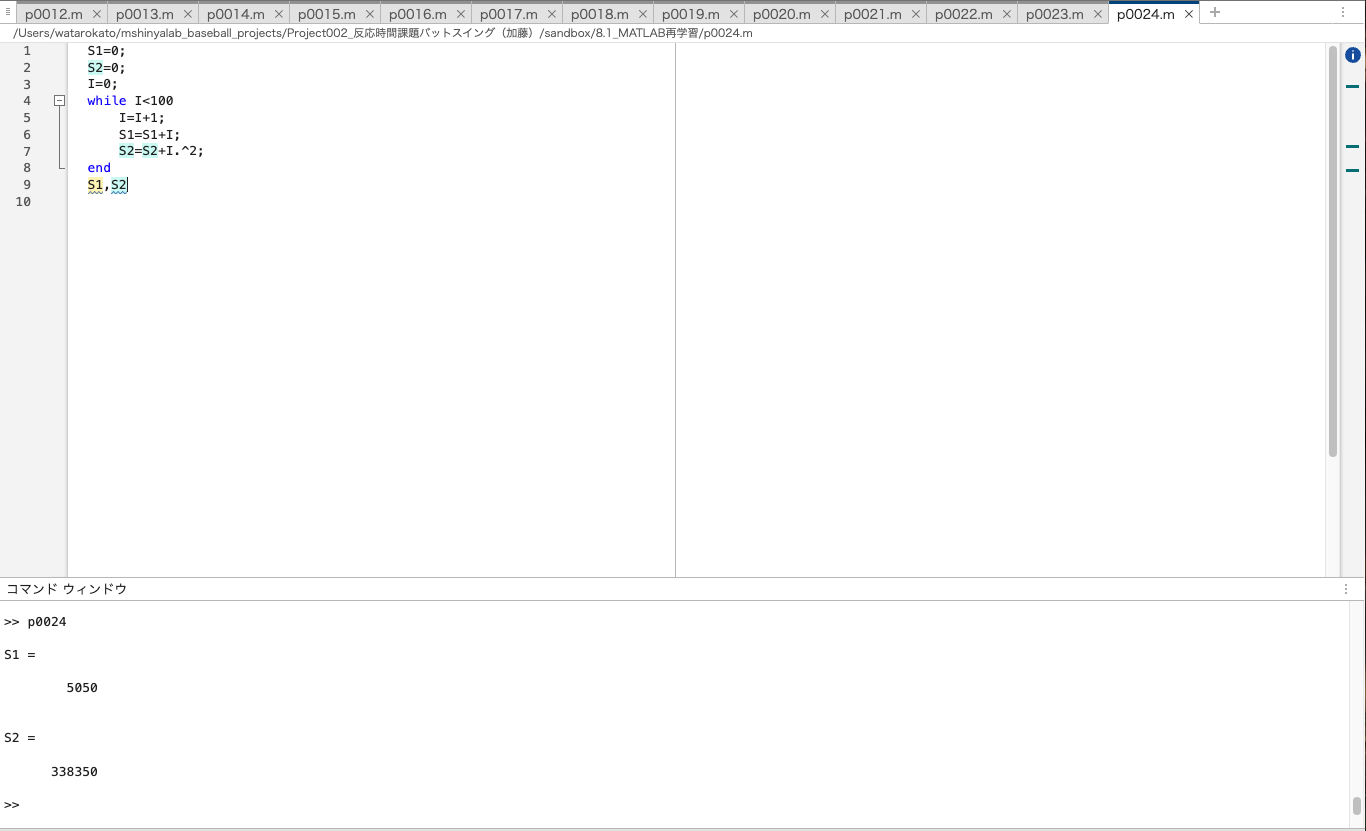 p0012.m × p0013.m × p0014.m × p0015.m × p0016.m × p0017.m × p0018.m × p0019.m × p0020.m × p0021.m × p0022.m × p0023.m × p0024.m × +
/Users/watarokato/mshinyalab_baseball_projects/Project002_反応時間課題バットスイング（加藤）/sandbox/8.1_MATLAB再学習/p0024.m
1 S1=0;
2 S2=0;
3 I=0;
4 while I<100
5 I=I+1;
6 S1=S1+I;
7 S2=S2+I.^2;
8 end
9 S1,S2
10
コマンド ウィンドウ
>> p0024
S1 =
5050
S2 =
338350
>>